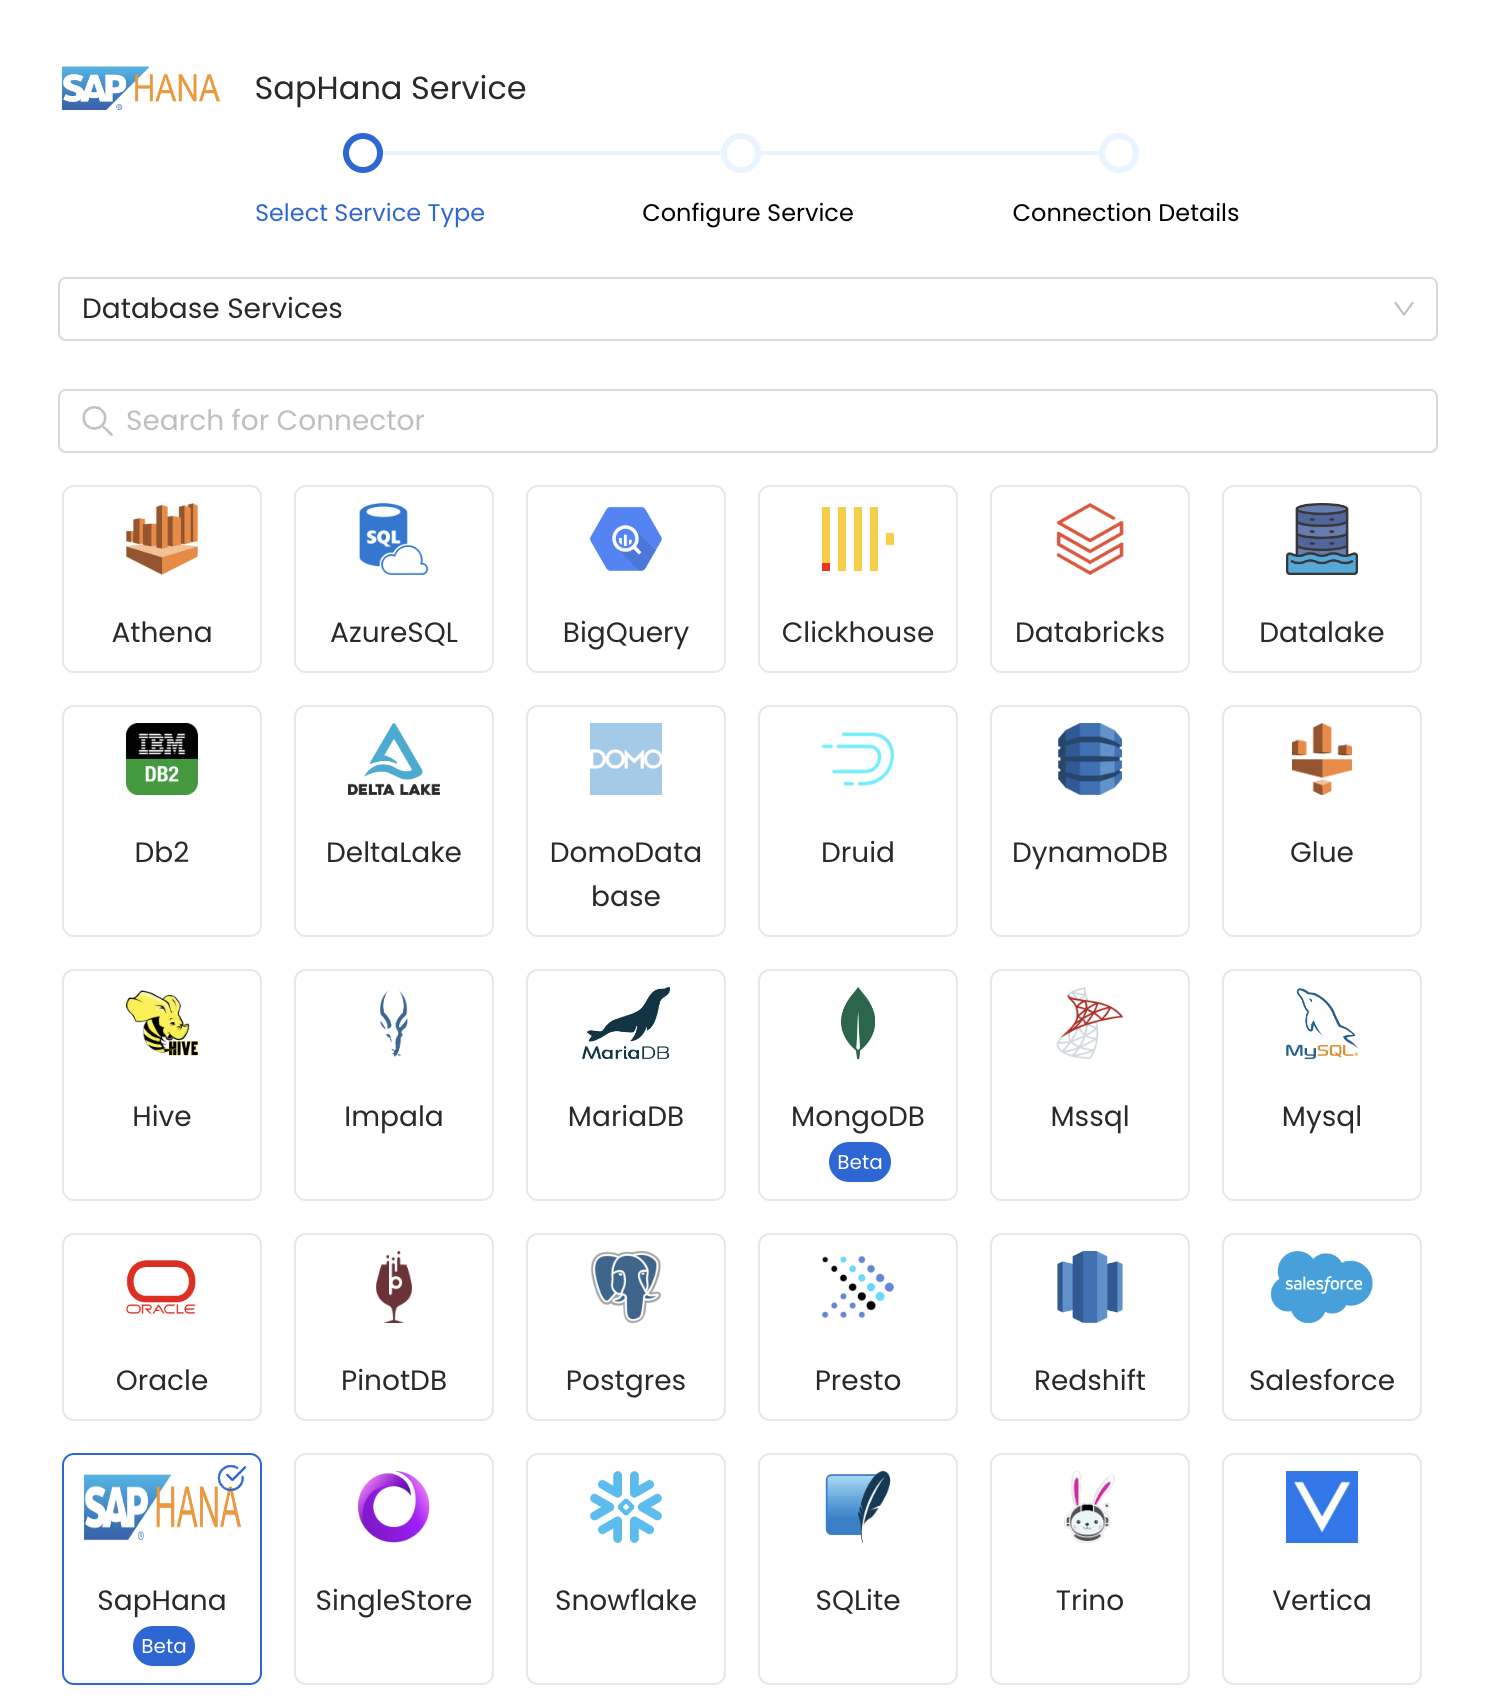 SAP HANA SapHana Service
®
Select Service Type Configure Service Connection Details
Database Services
Search for Connector
SQL
Athena AzureSQL BigQuery Clickhouse Databricks Datalake
IBM
DB2 DELTA LAKE DOMO
Db2 DeltaLake DomoData Druid DynamoDB Glue
base
HIVE MariaDB MySQL®
Hive Impala MariaDB MongoDB Mssql Mysql
Beta
ORACLE p salesforce
Oracle PinotDB Postgres Presto Redshift Salesforce
SAP HANA V
®
SapHana SingleStore Snowflake SQLite Trino Vertica
Beta